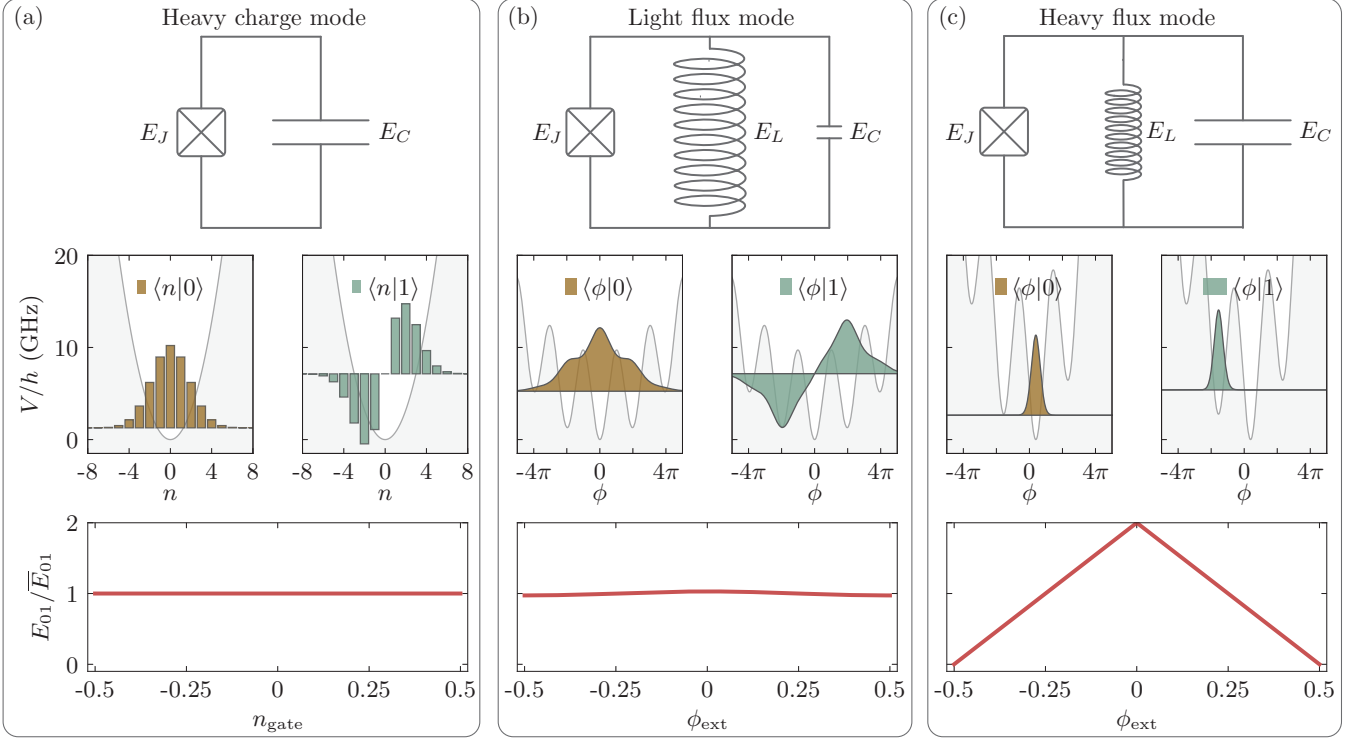 (a) Heavy charge mode
E_J E_C
V/h (GHz)
20
10
0
⟨n|0⟩
-8 -4 0 4 8
n
⟨n|1⟩
-8 -4 0 4 8
n
E_01/E̅_01
2
1
0
-0.5 -0.25 0 0.25 0.5
n_gate
(b) Light flux mode
E_J E_L E_C
⟨ϕ|0⟩
-4π 0 4π
ϕ
⟨ϕ|1⟩
-4π 0 4π
ϕ
-0.5 -0.25 0 0.25 0.5
ϕ_ext
(c) Heavy flux mode
E_J E_L E_C
⟨ϕ|0⟩
-4π 0 4π
ϕ
⟨ϕ|1⟩
-4π 0 4π
ϕ
-0.5 -0.25 0 0.25 0.5
ϕ_ext